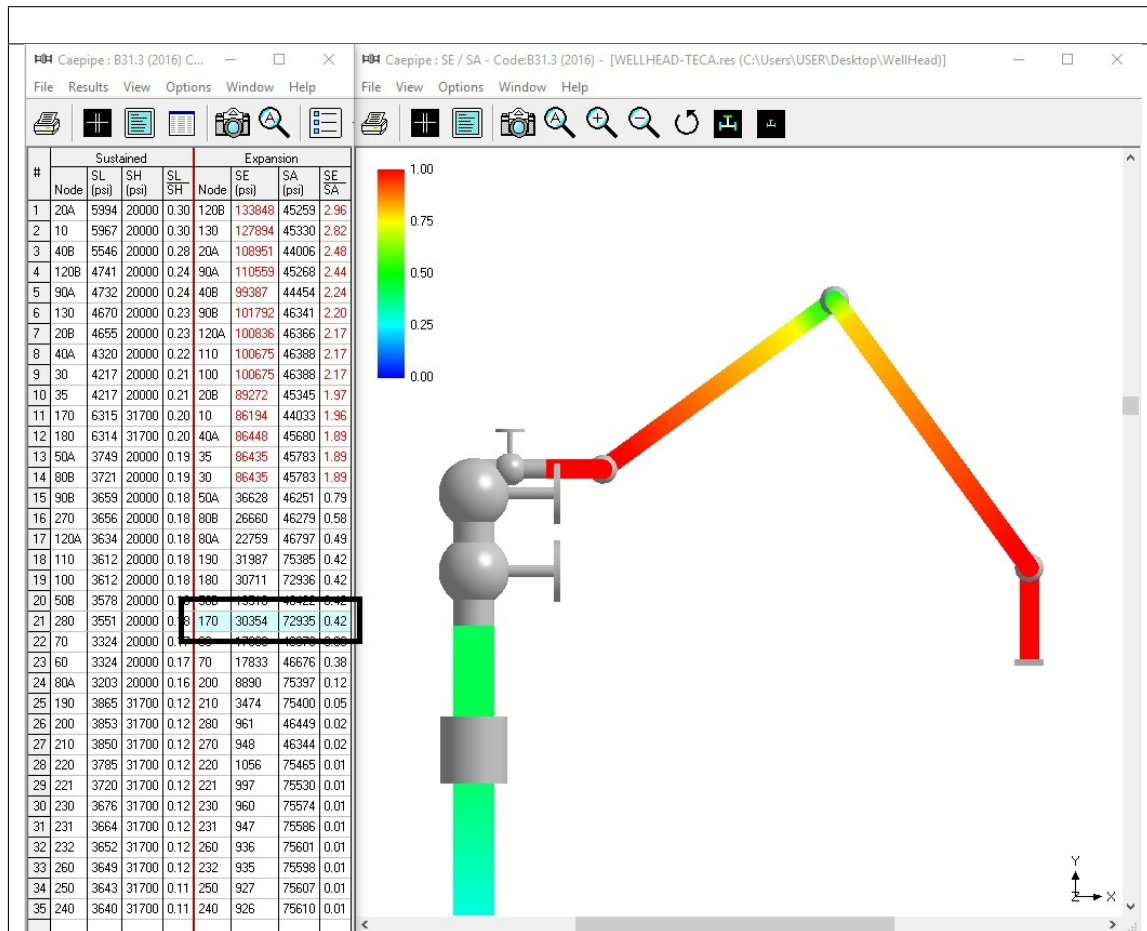 Caepipe : B31.3 (2016) C...
File Results View Options Window Help
# Sustained Expansion
Node SL (psi) SH (psi) SL/SH Node SE (psi) SA (psi) SE/SA
1 20A 5994 20000 0.30 120B 133848 45259 2.96
2 10 5967 20000 0.30 130 127894 45330 2.82
3 40B 5546 20000 0.28 20A 108951 44006 2.48
4 120B 4741 20000 0.24 90A 110559 45268 2.44
5 90A 4732 20000 0.24 40B 99387 44454 2.24
6 130 4670 20000 0.23 90B 101792 46341 2.20
7 20B 4655 20000 0.23 120A 100836 46366 2.17
8 40A 4320 20000 0.22 110 100675 46388 2.17
9 30 4217 20000 0.21 100 100675 46388 2.17
10 35 4217 20000 0.21 20B 89272 45345 1.97
11 170 6315 31700 0.20 10 86194 44033 1.96
12 180 6314 31700 0.20 40A 86448 45680 1.89
13 50A 3749 20000 0.19 35 86435 45783 1.89
14 80B 3721 20000 0.19 30 86435 45783 1.89
15 90B 3659 20000 0.18 50A 36628 46251 0.79
16 270 3656 20000 0.18 80B 26660 46279 0.58
17 120A 3634 20000 0.18 80A 22759 46797 0.49
18 110 3612 20000 0.18 190 31987 75385 0.42
19 100 3612 20000 0.18 180 30711 72936 0.42
20 50B 3578 20000
21 280 3551 20000 170 30354 72935 0.42
22 70 3324 20000
23 60 3324 20000 0.17 70 17833 46676 0.38
24 80A 3203 20000 0.16 200 8890 75397 0.12
25 190 3865 31700 0.12 210 3474 75400 0.05
26 200 3853 31700 0.12 280 961 46449 0.02
27 210 3850 31700 0.12 270 948 46344 0.02
28 220 3785 31700 0.12 220 1056 75465 0.01
29 221 3720 31700 0.12 221 997 75530 0.01
30 230 3676 31700 0.12 230 960 75574 0.01
31 231 3664 31700 0.12 231 947 75586 0.01
32 232 3652 31700 0.12 260 936 75601 0.01
33 260 3649 31700 0.12 232 935 75598 0.01
34 250 3643 31700 0.11 250 927 75607 0.01
35 240 3640 31700 0.11 240 926 75610 0.01
Caepipe : SE / SA - Code:B31.3 (2016) - [WELLHEAD-TECA.res (C:\Users\USER\Desktop\WellHead)]
File View Options Window Help
1.00
0.75
0.50
0.25
0.00
Y
Z X